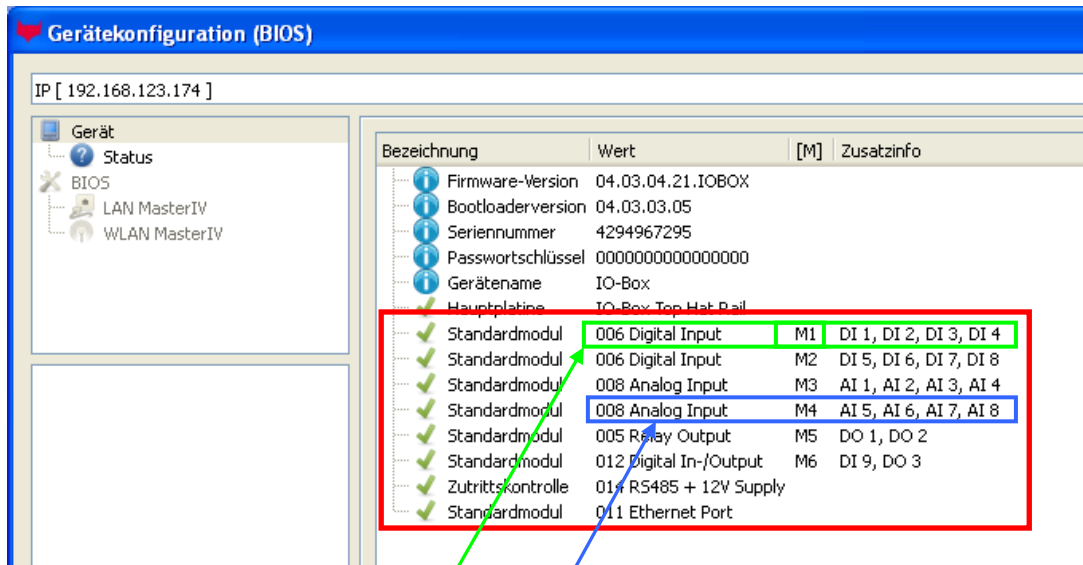 Gerätekonfiguration (BIOS)
IP [ 192.168.123.174 ]
Gerät
Status
BIOS
LAN MasterIV
WLAN MasterIV
Bezeichnung Wert [M] Zusatzinfo
Firmware-Version 04.03.04.21.IOBOX
Bootloaderversion 04.03.03.05
Seriennummer 4294967295
Passwortschlüssel 0000000000000000
Gerätename IO-Box
Hauptplatine IO-Box Top Hat Rail
Standardmodul 006 Digital Input M1 DI 1, DI 2, DI 3, DI 4
Standardmodul 006 Digital Input M2 DI 5, DI 6, DI 7, DI 8
Standardmodul 008 Analog Input M3 AI 1, AI 2, AI 3, AI 4
Standardmodul 008 Analog Input M4 AI 5, AI 6, AI 7, AI 8
Standardmodul 005 Relay Output M5 DO 1, DO 2
Standardmodul 012 Digital In-/Output M6 DI 9, DO 3
Zutrittskontrolle 014 RS485 + 12V Supply
Standardmodul 011 Ethernet Port